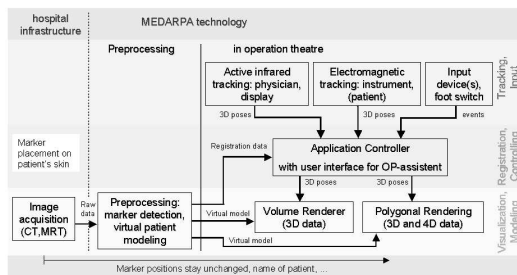 hospital
infrastructure
MEDARPA technology
Preprocessing
in operation theatre
Active infrared
tracking: physician,
display
Electromagnetic
tracking: instrument,
(patient)
Input
device(s),
foot switch
Tracking,
Input
3D poses
3D poses
events
Marker
placement on
patient's skin
Registration data
Application Controller
with user interface for OP-assistent
Registration,
Controlling
3D poses
3D poses
Image
acquisition
(CT,MRT)
Raw
data
Preprocessing:
marker detection,
virtual patient
modeling
Virtual model
Volume Renderer
(3D data)
Polygonal Rendering
(3D and 4D data)
Virtual model
Visualization,
Modeling
Marker positions stay unchanged, name of patient, ...